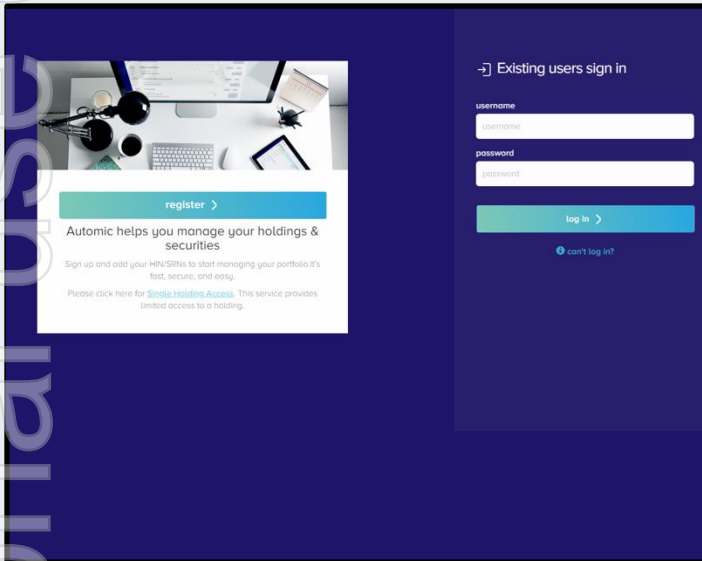 register >
Automic helps you manage your holdings &
securities
Sign up and add your HIN/SRNs to start managing your portfolio.It's
fast, secure, and easy.
Please click here for Single Holding Access. This service provides
limited access to a holding.
Existing users sign in
username
username
password
password
log in >
can't log in?